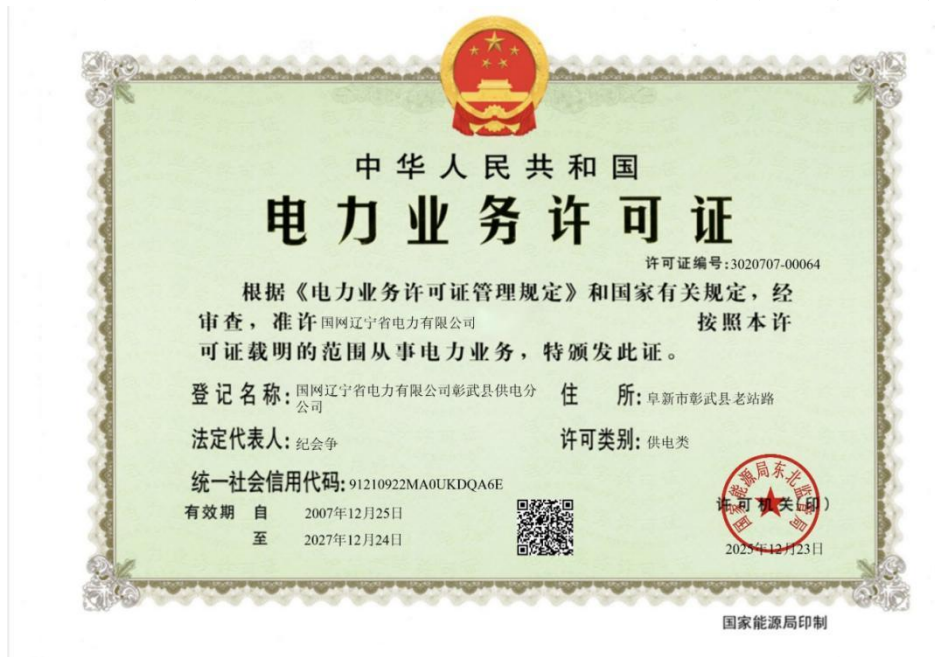 中华人民共和国
电力业务许可证
许可证编号:3020707-00064
根据《电力业务许可证管理规定》和国家有关规定，经
审查，准许国网辽宁省电力有限公司 按照本许
可证载明的范围从事电力业务，特颁发此证。
登记名称:国网辽宁省电力有限公司彰武县供电分
公司
住 所:阜新市彰武县老站路
法定代表人:纪会争
许可类别:供电类
统一社会信用代码:91210922MA0UKDQA6E
有效期 自 2007年12月25日
至 2027年12月24日
国家能源局东北监管局
许可机关(印)
2025年12月23日
国家能源局印制